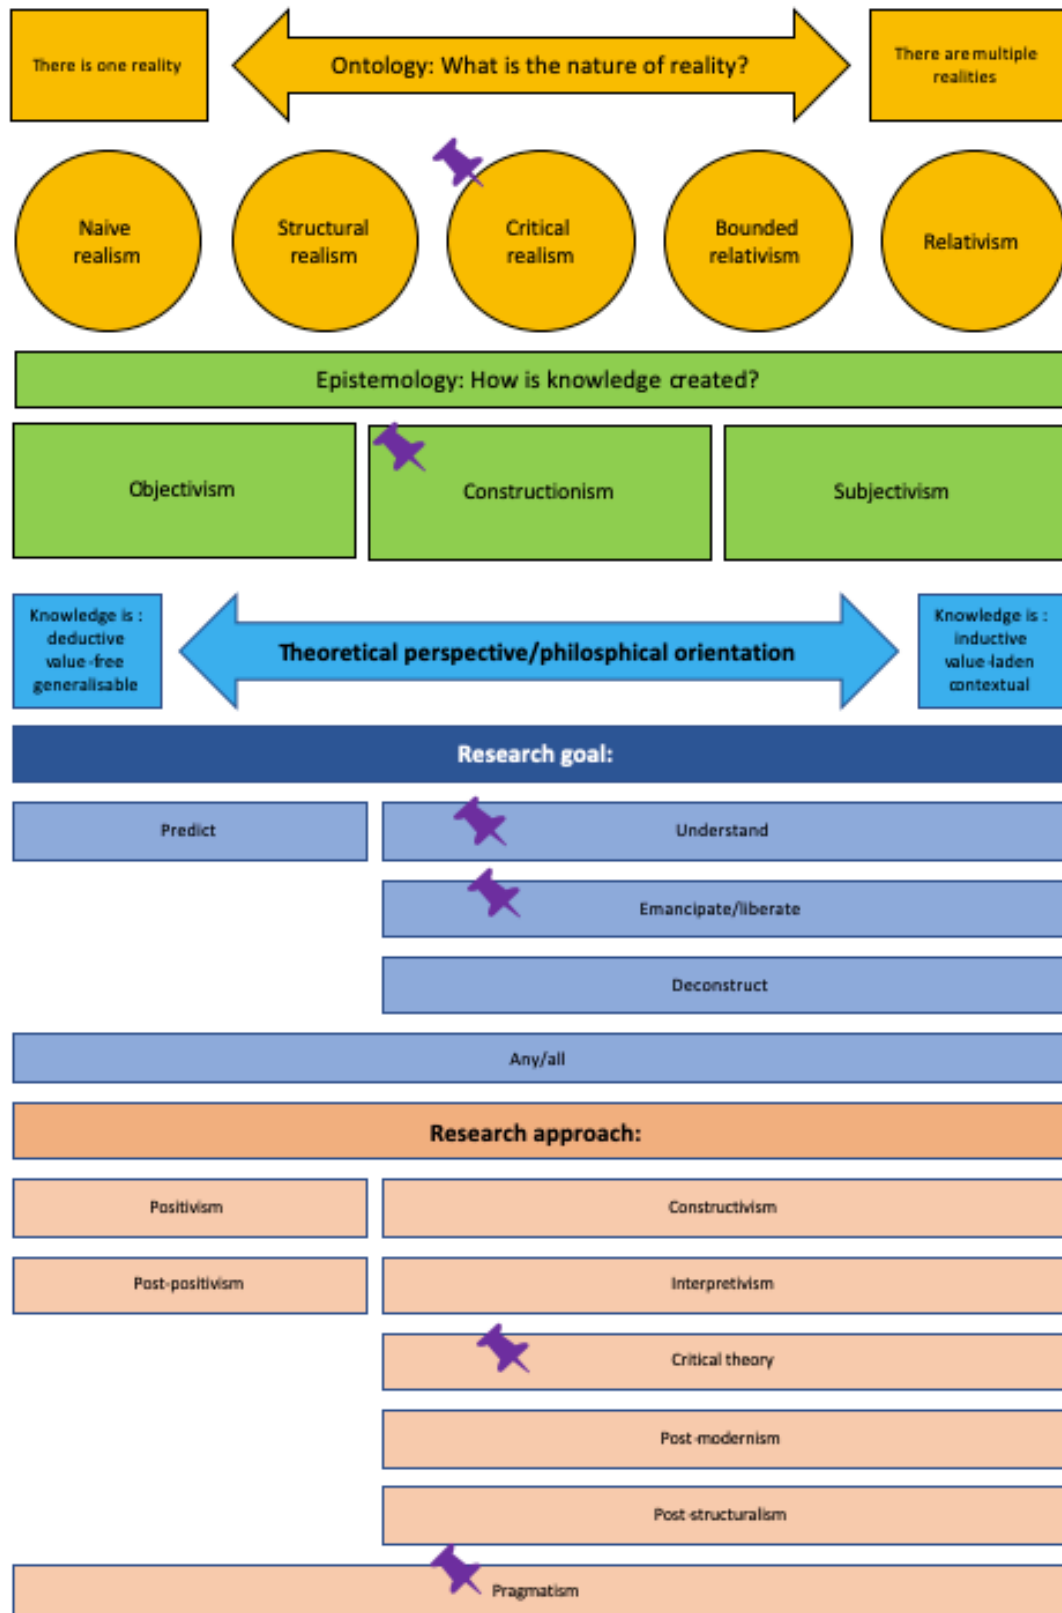 There is one reality
Ontology: What is the nature of reality?
There are multiple
realities
Naive
realism
Structural
realism
Critical
realism
Bounded
relativism
Relativism
Epistemology: How is knowledge created?
Objectivism
Constructionism
Subjectivism
Knowledge is :
deductive
value-free
generalisable
Theoretical perspective/philosphical orientation
Knowledge is :
inductive
value-laden
contextual
Research goal:
Predict
Understand
Emancipate/liberate
Deconstruct
Any/all
Research approach:
Positivism
Constructivism
Post-positivism
Interpretivism
Critical theory
Post-modernism
Post-structuralism
Pragmatism